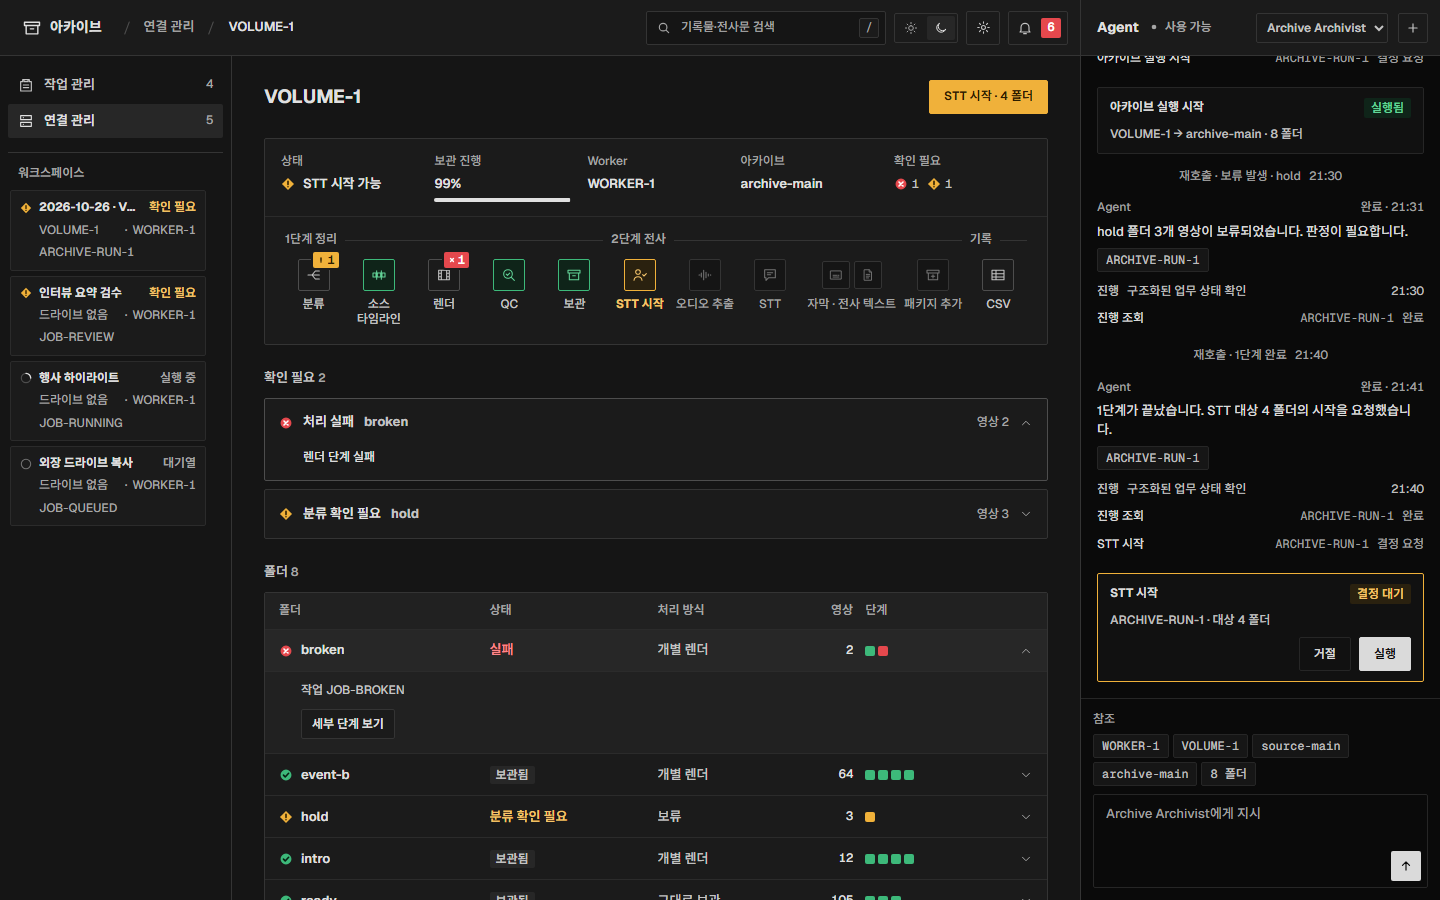 아카이브 / 연결 관리 / VOLUME-1
기록물·전사문 검색 /
6
Agent • 사용 가능
Archive Archivist
작업 관리 4
연결 관리 5
워크스페이스
2026-10-26 · V... 확인 필요
VOLUME-1 · WORKER-1
ARCHIVE-RUN-1
인터뷰 요약 검수 확인 필요
드라이브 없음 · WORKER-1
JOB-REVIEW
행사 하이라이트 실행 중
드라이브 없음 · WORKER-1
JOB-RUNNING
외장 드라이브 복사 대기열
드라이브 없음 · WORKER-1
JOB-QUEUED
VOLUME-1
STT 시작 · 4 폴더
상태 보관 진행 Worker 아카이브 확인 필요
STT 시작 가능 99% WORKER-1 archive-main 1 1
1단계 정리 2단계 전사 기록
! 1 × 1
분류 소스 타임라인 렌더 QC 보관 STT 시작 오디오 추출 STT 자막·전사 텍스트 패키지 추가 CSV
확인 필요 2
처리 실패 broken 영상 2
렌더 단계 실패
분류 확인 필요 hold 영상 3
폴더 8
폴더 상태 처리 방식 영상 단계
broken 실패 개별 렌더 2
작업 JOB-BROKEN
세부 단계 보기
event-b 보관됨 개별 렌더 64
hold 분류 확인 필요 보류 3
intro 보관됨 개별 렌더 12
ready 보관됨 그대로 보관 105
아카이브 실행 시작 ARCHIVE-RUN-1 결정 요청
아카이브 실행 시작 실행됨
VOLUME-1 → archive-main · 8 폴더
재호출 · 보류 발생 · hold 21:30
Agent 완료 · 21:31
hold 폴더 3개 영상이 보류되었습니다. 판정이 필요합니다.
ARCHIVE-RUN-1
진행 구조화된 업무 상태 확인 21:30
진행 조회 ARCHIVE-RUN-1 완료
재호출 · 1단계 완료 21:40
Agent 완료 · 21:41
1단계가 끝났습니다. STT 대상 4 폴더의 시작을 요청했습니
다.
ARCHIVE-RUN-1
진행 구조화된 업무 상태 확인 21:40
진행 조회 ARCHIVE-RUN-1 완료
STT 시작 ARCHIVE-RUN-1 결정 요청
STT 시작 결정 대기
ARCHIVE-RUN-1 · 대상 4 폴더
거절 실행
참조
WORKER-1 VOLUME-1 source-main
archive-main 8 폴더
Archive Archivist에게 지시